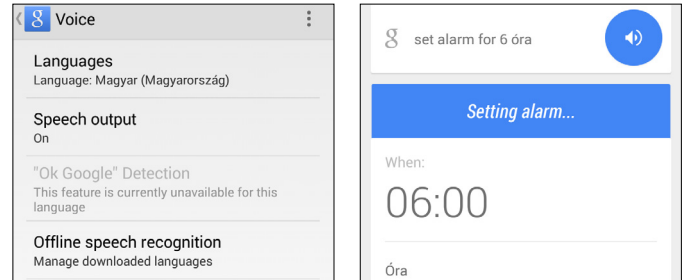 Voice
Languages
Language: Magyar (Magyarország)
Speech output
On
"Ok Google" Detection
This feature is currently unavailable for this
language
Offline speech recognition
Manage downloaded languages
set alarm for 6 óra
Setting alarm...
When:
06:00
Óra